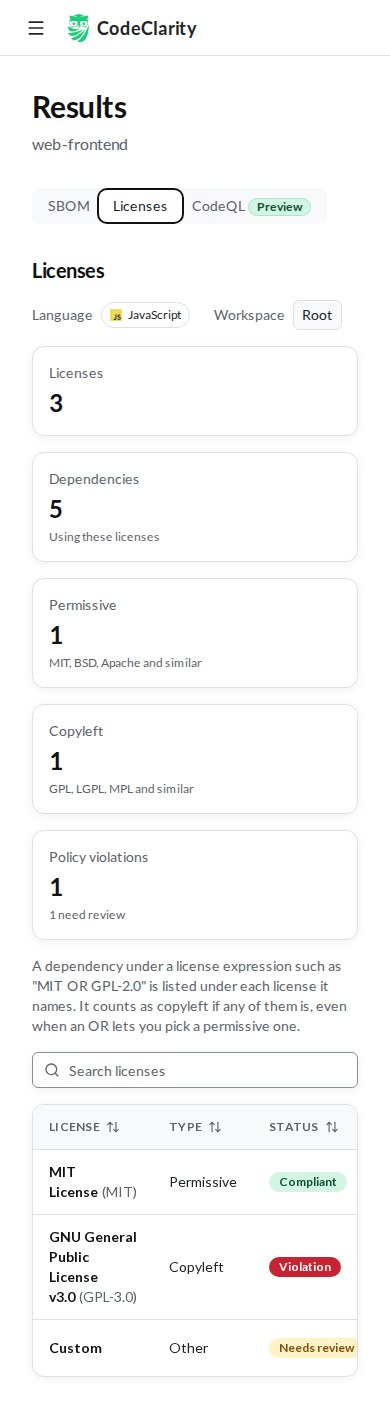 CodeClarity
Results
web-frontend
SBOM Licenses CodeQL Preview
Licenses
Language JS JavaScript Workspace Root
Licenses
3
Dependencies
5
Using these licenses
Permissive
1
MIT, BSD, Apache and similar
Copyleft
1
GPL, LGPL, MPL and similar
Policy violations
1
1 need review
A dependency under a license expression such as
"MIT OR GPL-2.0" is listed under each license it
names. It counts as copyleft if any of them is, even
when an OR lets you pick a permissive one.
Search licenses
LICENSE TYPE STATUS
MIT
License (MIT) Permissive Compliant
GNU General
Public
License
v3.0 (GPL-3.0) Copyleft Violation
Custom Other Needs review